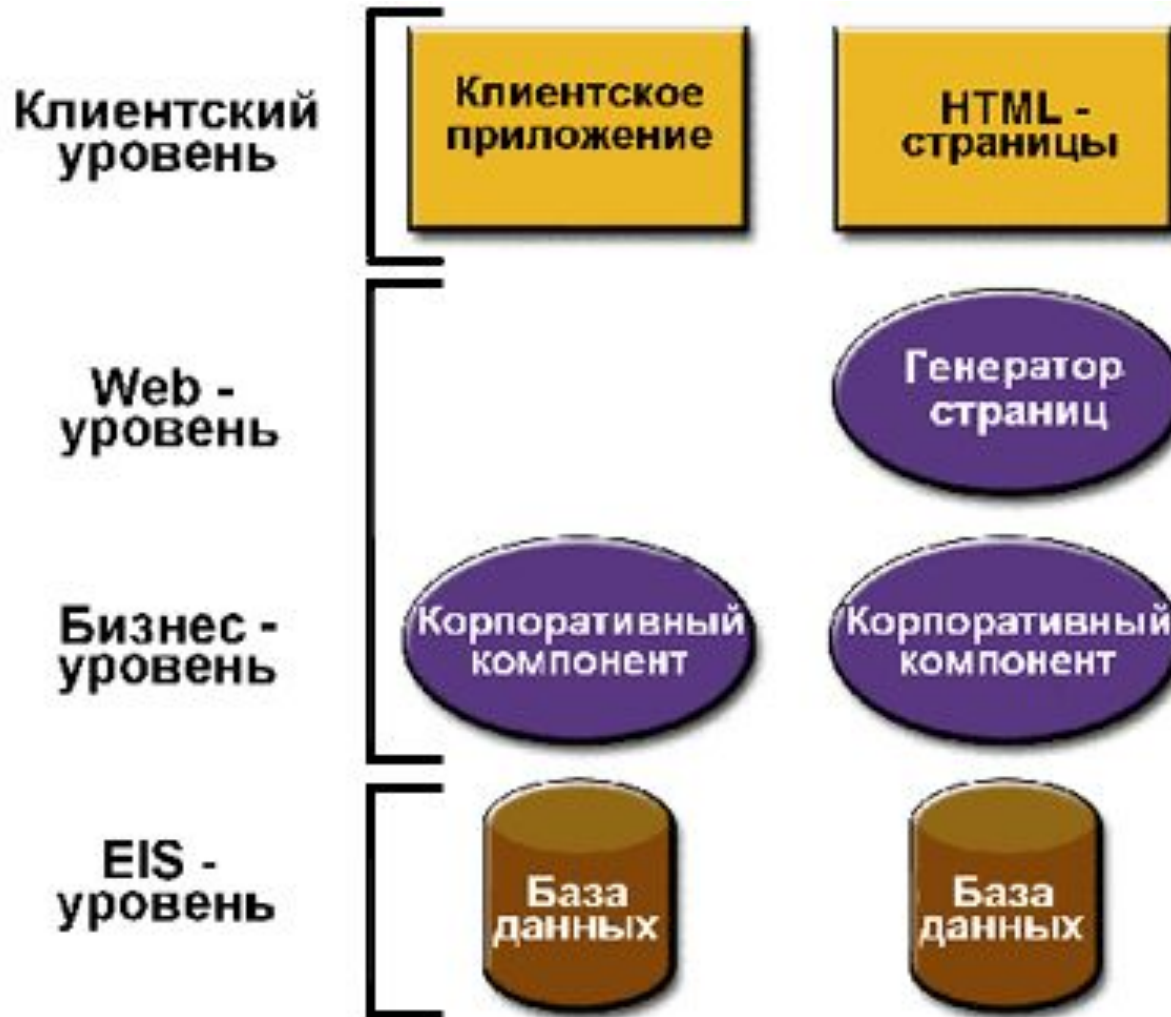 Клиентский
уровень
Клиентское
приложение
HTML -
страницы
Web -
уровень
Генератор
страниц
Бизнес -
уровень
Корпоративный
компонент
Корпоративный
компонент
EIS -
уровень
База
данных
База
данных